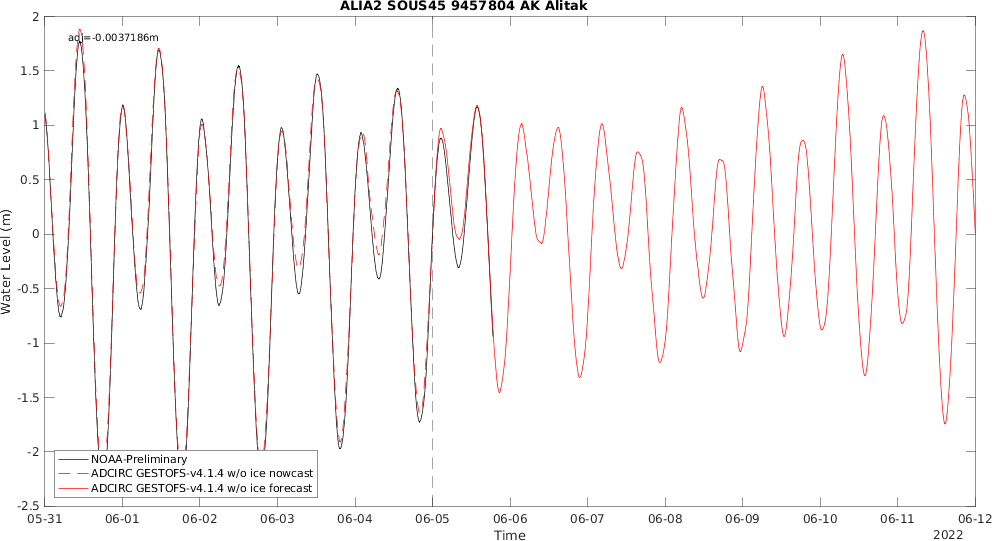 ALIA2 SOUS45 9457804 AK Alitak
adj=-0.0037186m
2
1.5
1
0.5
0
-0.5
-1
-1.5
-2
-2.5
Water Level (m)
NOAA-Preliminary
ADCIRC GESTOFS-v4.1.4 w/o ice nowcast
ADCIRC GESTOFS-v4.1.4 w/o ice forecast
05-31 06-01 06-02 06-03 06-04 06-05 06-06 06-07 06-08 06-09 06-10 06-11 06-12
Time
2022